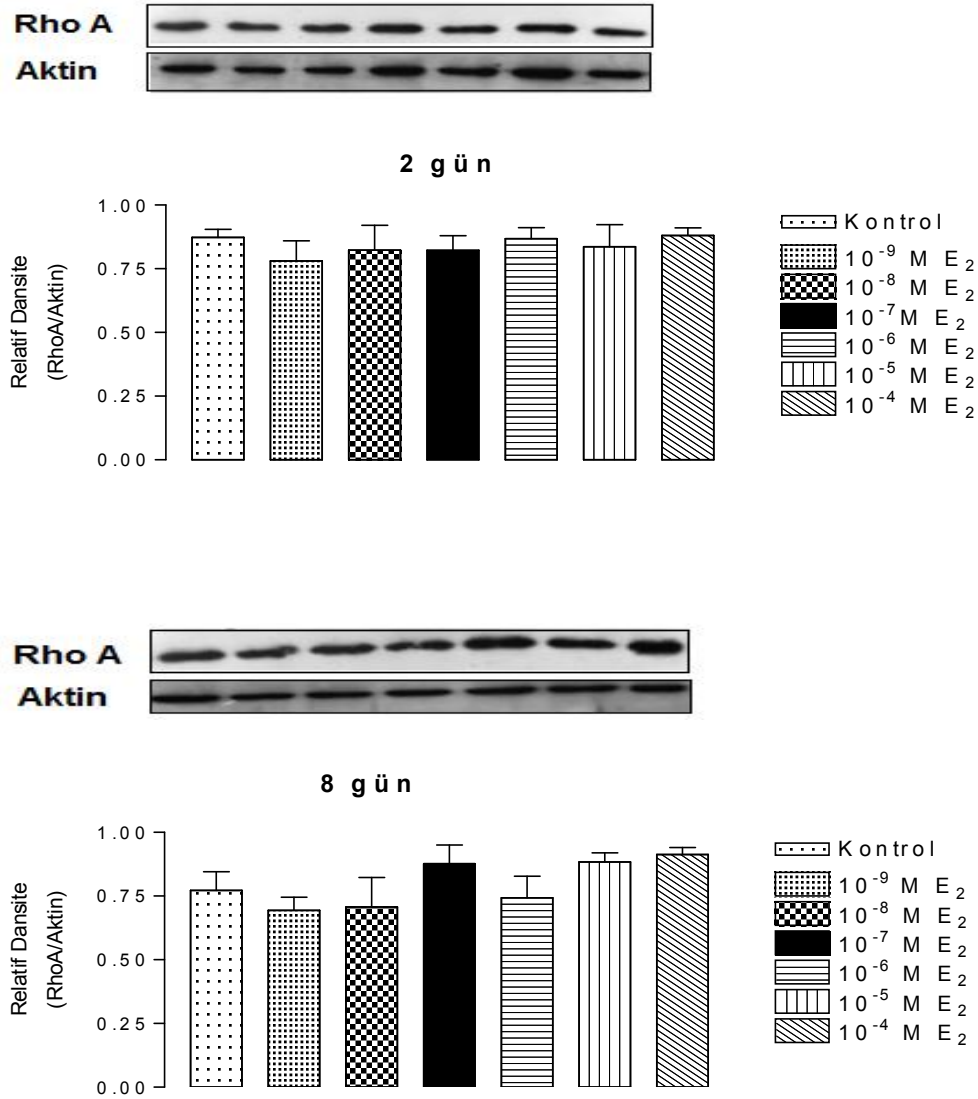 Rho A
Aktin
2 gün
Relatif Dansite
(RhoA/Aktin)
1.00
0.75
0.50
0.25
0.00
Kontrol
10⁻⁹ M E₂
10⁻⁸ M E₂
10⁻⁷M E₂
10⁻⁶ M E₂
10⁻⁵ M E₂
10⁻⁴ M E₂
Rho A
Aktin
8 gün
Relatif Dansite
(RhoA/Aktin)
1.00
0.75
0.50
0.25
0.00
Kontrol
10⁻⁹ M E₂
10⁻⁸ M E₂
10⁻⁷ M E₂
10⁻⁶ M E₂
10⁻⁵ M E₂
10⁻⁴ M E₂